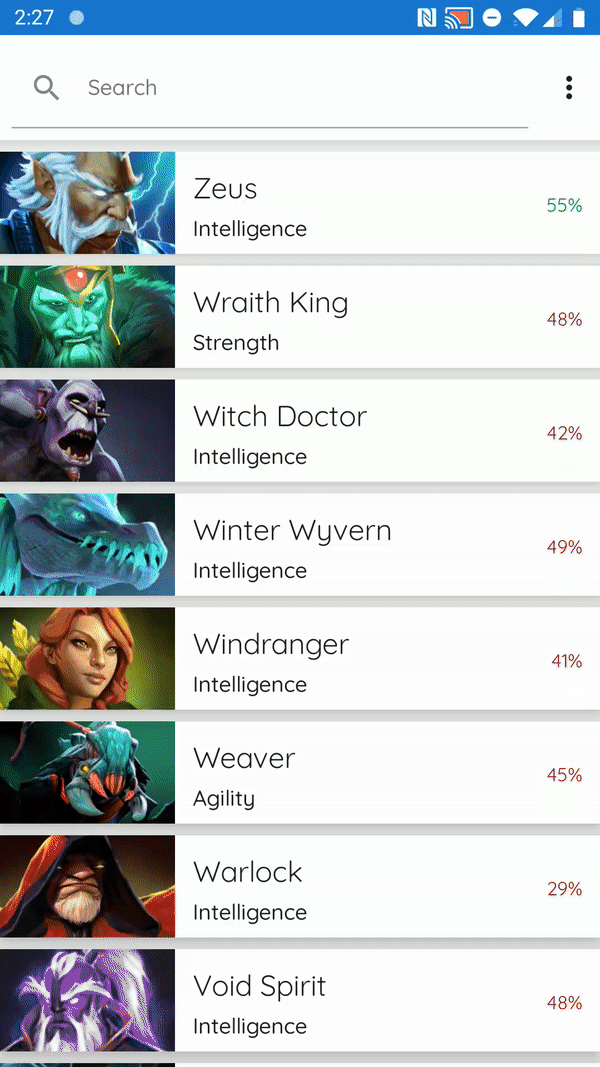 2:27
Search
Zeus
Intelligence
55%
Wraith King
Strength
48%
Witch Doctor
Intelligence
42%
Winter Wyvern
Intelligence
49%
Windranger
Intelligence
41%
Weaver
Agility
45%
Warlock
Intelligence
29%
Void Spirit
Intelligence
48%